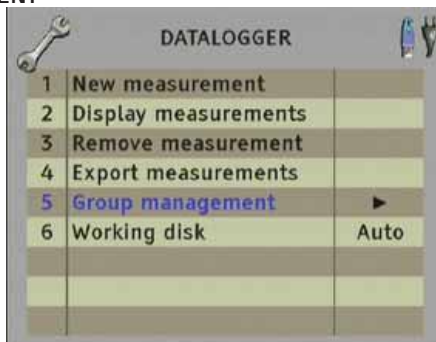 DATALOGGER
1 New measurement
2 Display measurements
3 Remove measurement
4 Export measurements
5 Group management ►
6 Working disk Auto